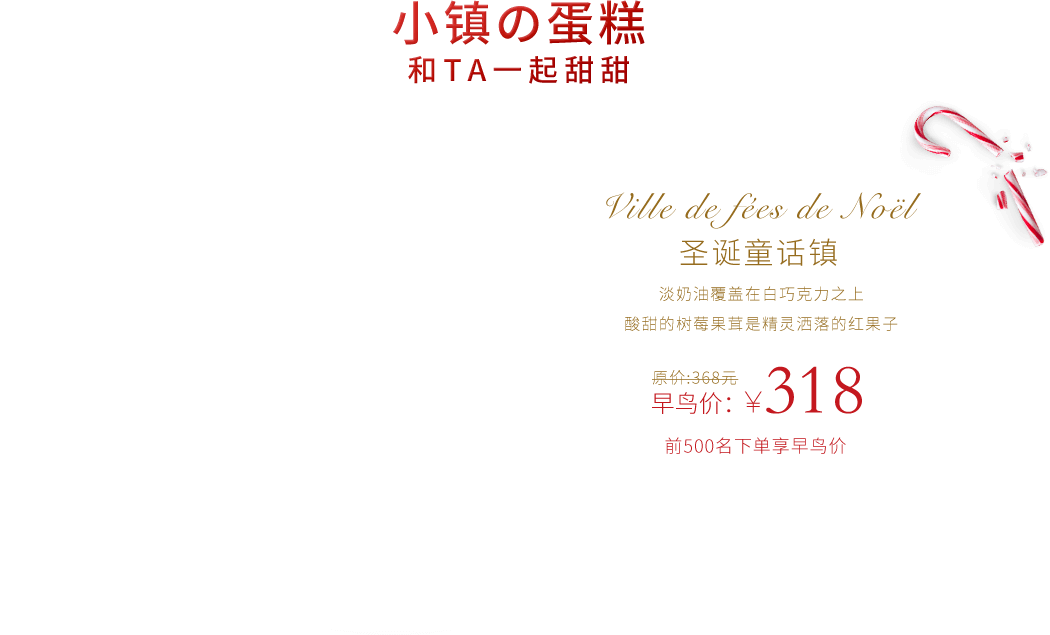 小镇の蛋糕
和TA一起甜甜
Ville de fées de Noël
圣诞童话镇
淡奶油覆盖在白巧克力之上
酸甜的树莓果茸是精灵洒落的红果子
原价:368元
早鸟价：￥318
前500名下单享早鸟价